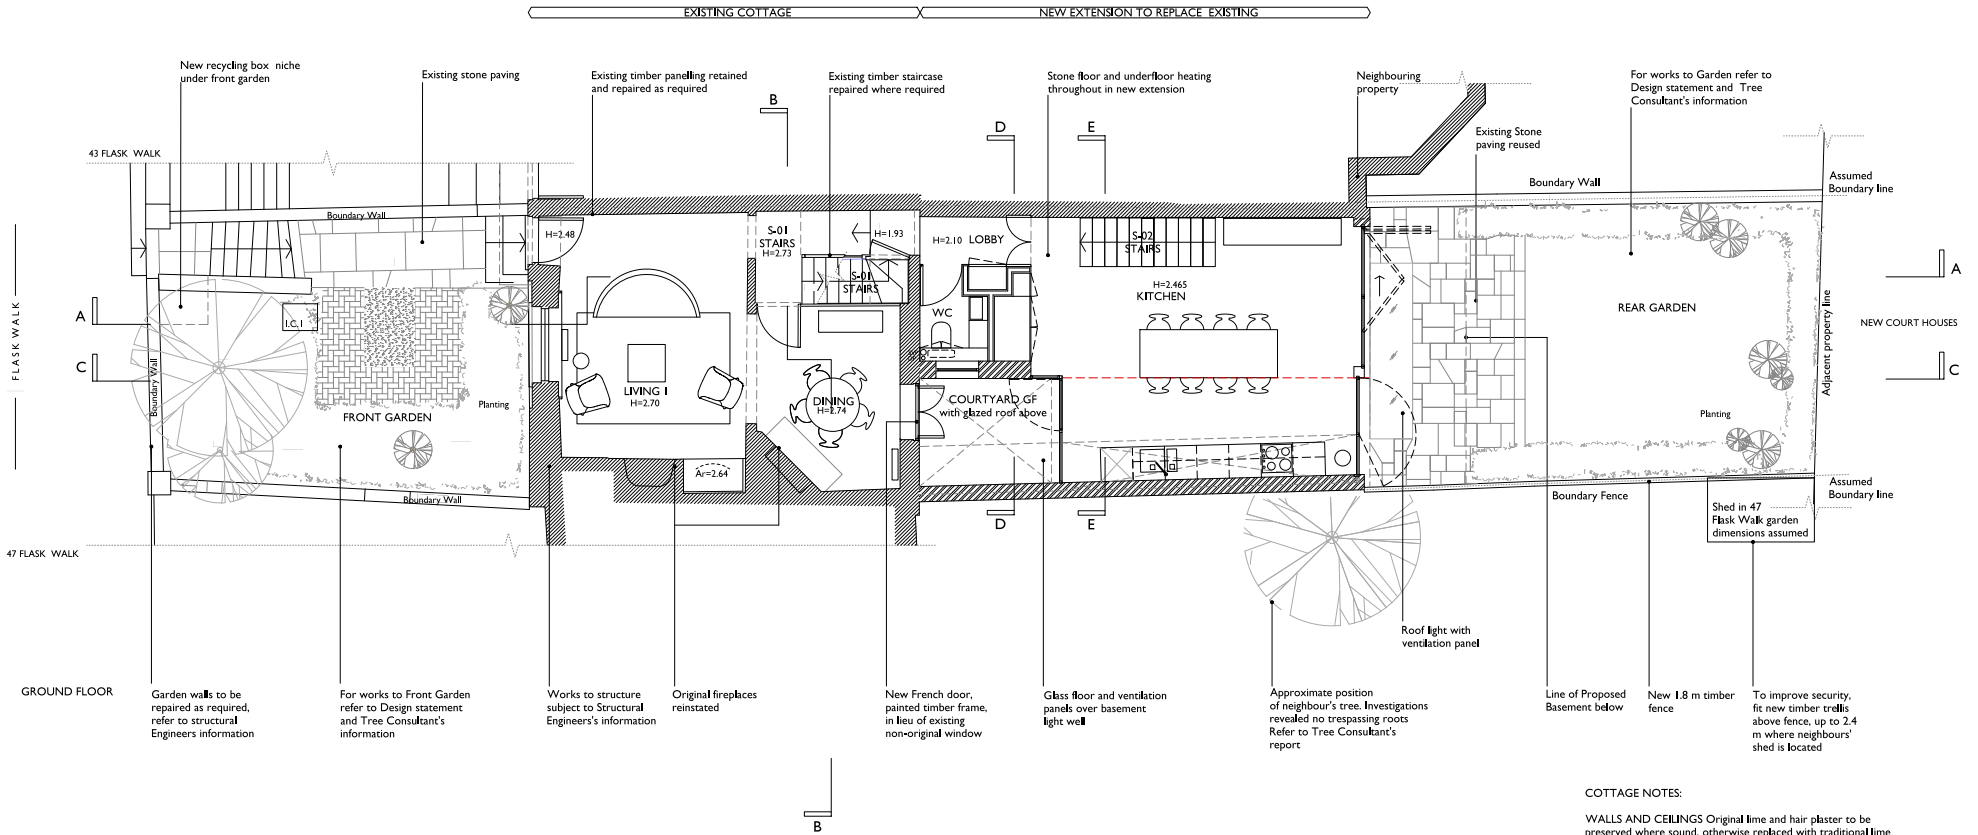 EXISTING COTTAGE
NEW EXTENSION TO REPLACE EXISTING
New recycling box niche
under front garden
Existing stone paving
Existing timber panelling retained
and repaired as required
B
Existing timber staircase
repaired where required
Stone floor and underfloor heating
throughout in new extension
Neighbouring
property
For works to Garden refer to
Design statement and Tree
Consultant's information
D
E
Existing Stone
paving reused
43 FLASK WALK
Boundary Wall
Assumed
Boundary line
Boundary Wall
H=2.48
S-01
STAIRS
H=2.73
H=1.93
H=2.10
LOBBY
S-02
STAIRS
S-01
STAIRS
H=2.465
KITCHEN
A
A
I.C.1
WC
REAR GARDEN
NEW COURT HOUSES
FLASK WALK
C
C
Boundary Wall
Adjacent property line
LIVING 1
H=2.70
DINING
H=2.74
COURTYARD GF
with glazed roof above
Planting
FRONT GARDEN
Planting
Ar=2.64
Boundary Wall
Boundary Fence
Assumed
Boundary line
D
E
Shed in 47
Flask Walk garden
dimensions assumed
47 FLASK WALK
Roof light with
ventilation panel
GROUND FLOOR
Garden walls to be
repaired as required,
refer to structural
Engineers information
For works to Front Garden
refer to Design statement
and Tree Consultant's
information
Works to structure
subject to Structural
Engineers's information
Original fireplaces
reinstated
New French door,
painted timber frame,
in lieu of existing
non-original window
Glass floor and ventilation
panels over basement
light well
Approximate position
of neighbour's tree. Investigations
revealed no trespassing roots
Refer to Tree Consultant's
report
Line of Proposed
Basement below
New 1.8 m timber
fence
To improve security,
fit new timber trellis
above fence, up to 2.4
m where neighbours'
shed is located
B
COTTAGE NOTES:
WALLS AND CEILINGS Original lime and hair plaster to be
preserved where sound, otherwise replaced with traditional lime